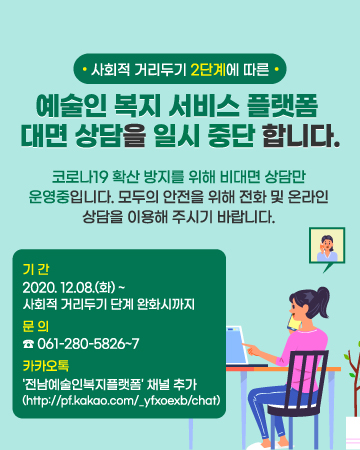 • 사회적 거리두기 2단계에 따른 •
예술인 복지 서비스 플랫폼
대면 상담을 일시 중단 합니다.
코로나19 확산 방지를 위해 비대면 상담만
운영중입니다. 모두의 안전을 위해 전화 및 온라인
상담을 이용해 주시기 바랍니다.
기 간
2020. 12.08.(화) ~
사회적 거리두기 단계 완화시까지
문 의
☎ 061-280-5826~7
카카오톡
'전남예술인복지플랫폼' 채널 추가
(http://pf.kakao.com/_yfxoexb/chat)